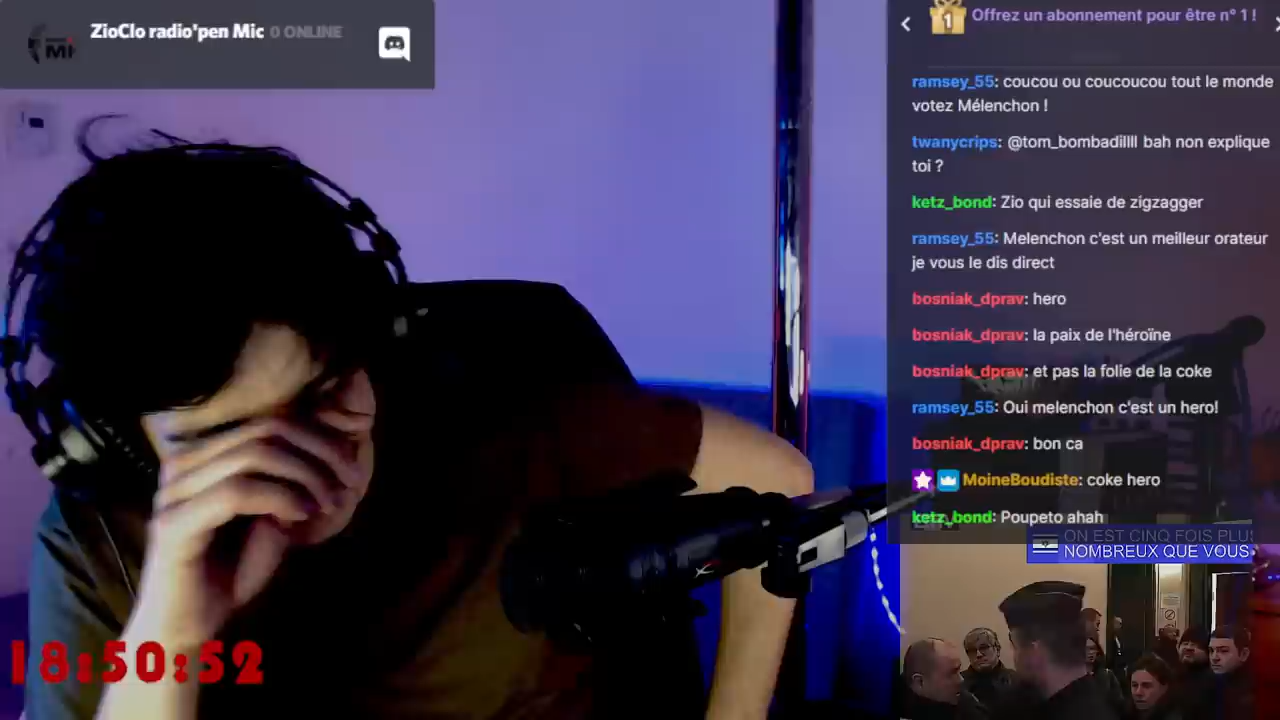 ZioClo radio'pen Mic 0 ONLINE
MIC
Offrez un abonnement pour être n° 1 !
1
ramsey_55: coucou ou coucoucou tout le monde
votez Mélenchon !
twanycrips: @tom_bombadillll bah non explique
toi ?
ketz_bond: Zio qui essaie de zigzagger
ramsey_55: Melenchon c'est un meilleur orateur
je vous le dis direct
bosniak_dprav: hero
bosniak_dprav: la paix de l'héroïne
bosniak_dprav: et pas la folie de la coke
ramsey_55: Oui melenchon c'est un hero!
bosniak_dprav: bon ca
MoineBoudiste: coke hero
ketz_bond: Poupeto ahah
ON EST CINQ FOIS PLUS
NOMBREUX QUE VOUS
18:50:52